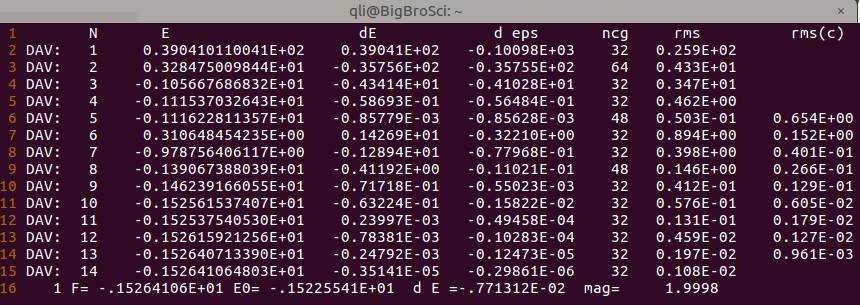 qli@BigBroSci: ~ ×
1 N E dE d eps ncg rms rms(c)
2 DAV: 1 0.390410110041E+02 0.39041E+02 -0.10098E+03 32 0.259E+02
3 DAV: 2 0.328475009844E+01 -0.35756E+02 -0.35755E+02 64 0.433E+01
4 DAV: 3 -0.105667686832E+01 -0.43414E+01 -0.41028E+01 32 0.347E+01
5 DAV: 4 -0.111537032643E+01 -0.58693E-01 -0.56484E-01 32 0.462E+00
6 DAV: 5 -0.111622811357E+01 -0.85779E-03 -0.85628E-03 48 0.503E-01 0.654E+00
7 DAV: 6 0.310648454235E+00 0.14269E+01 -0.32210E+00 32 0.894E+00 0.152E+00
8 DAV: 7 -0.978756406117E+00 -0.12894E+01 -0.77968E-01 32 0.398E+00 0.401E-01
9 DAV: 8 -0.139067388039E+01 -0.41192E+00 -0.11021E-01 48 0.146E+00 0.266E-01
10 DAV: 9 -0.146239166055E+01 -0.71718E-01 -0.55023E-03 32 0.412E-01 0.129E-01
11 DAV: 10 -0.152561537407E+01 -0.63224E-01 -0.15822E-02 32 0.576E-01 0.605E-02
12 DAV: 11 -0.152537540530E+01 0.23997E-03 -0.49458E-04 32 0.131E-01 0.179E-02
13 DAV: 12 -0.152615921256E+01 -0.78381E-03 -0.10283E-04 32 0.459E-02 0.127E-02
14 DAV: 13 -0.152640713390E+01 -0.24792E-03 -0.12473E-05 32 0.197E-02 0.961E-03
15 DAV: 14 -0.152641064803E+01 -0.35141E-05 -0.29861E-06 32 0.108E-02
16 1 F= -.15264106E+01 E0= -.15225541E+01 d E =-.771312E-02 mag= 1.9998